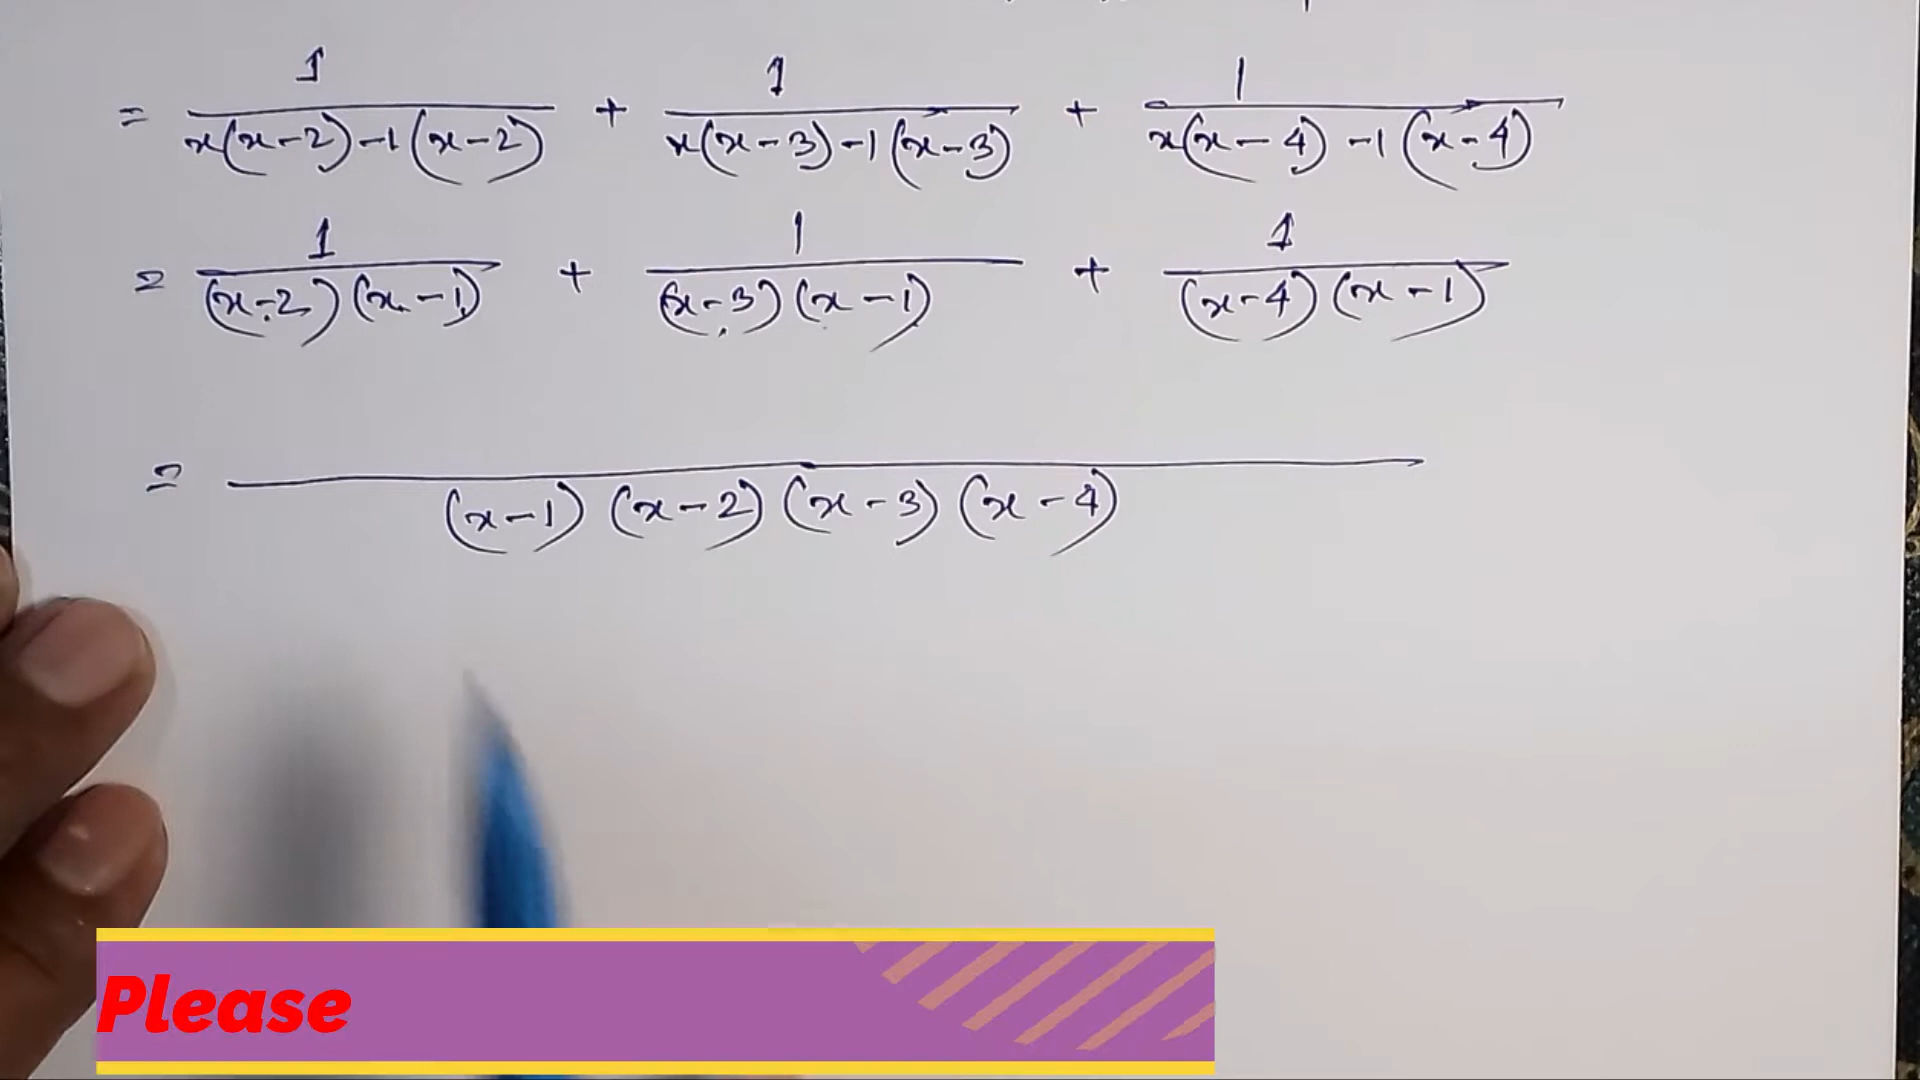 = 1/(x(x-2)-1(x-2)) + 1/(x(x-3)-1(x-3)) + 1/(x(x-4)-1(x-4))
= 1/((x-2)(x-1)) + 1/((x-3)(x-1)) + 1/((x-4)(x-1))
= /((x-1)(x-2)(x-3)(x-4))
Please